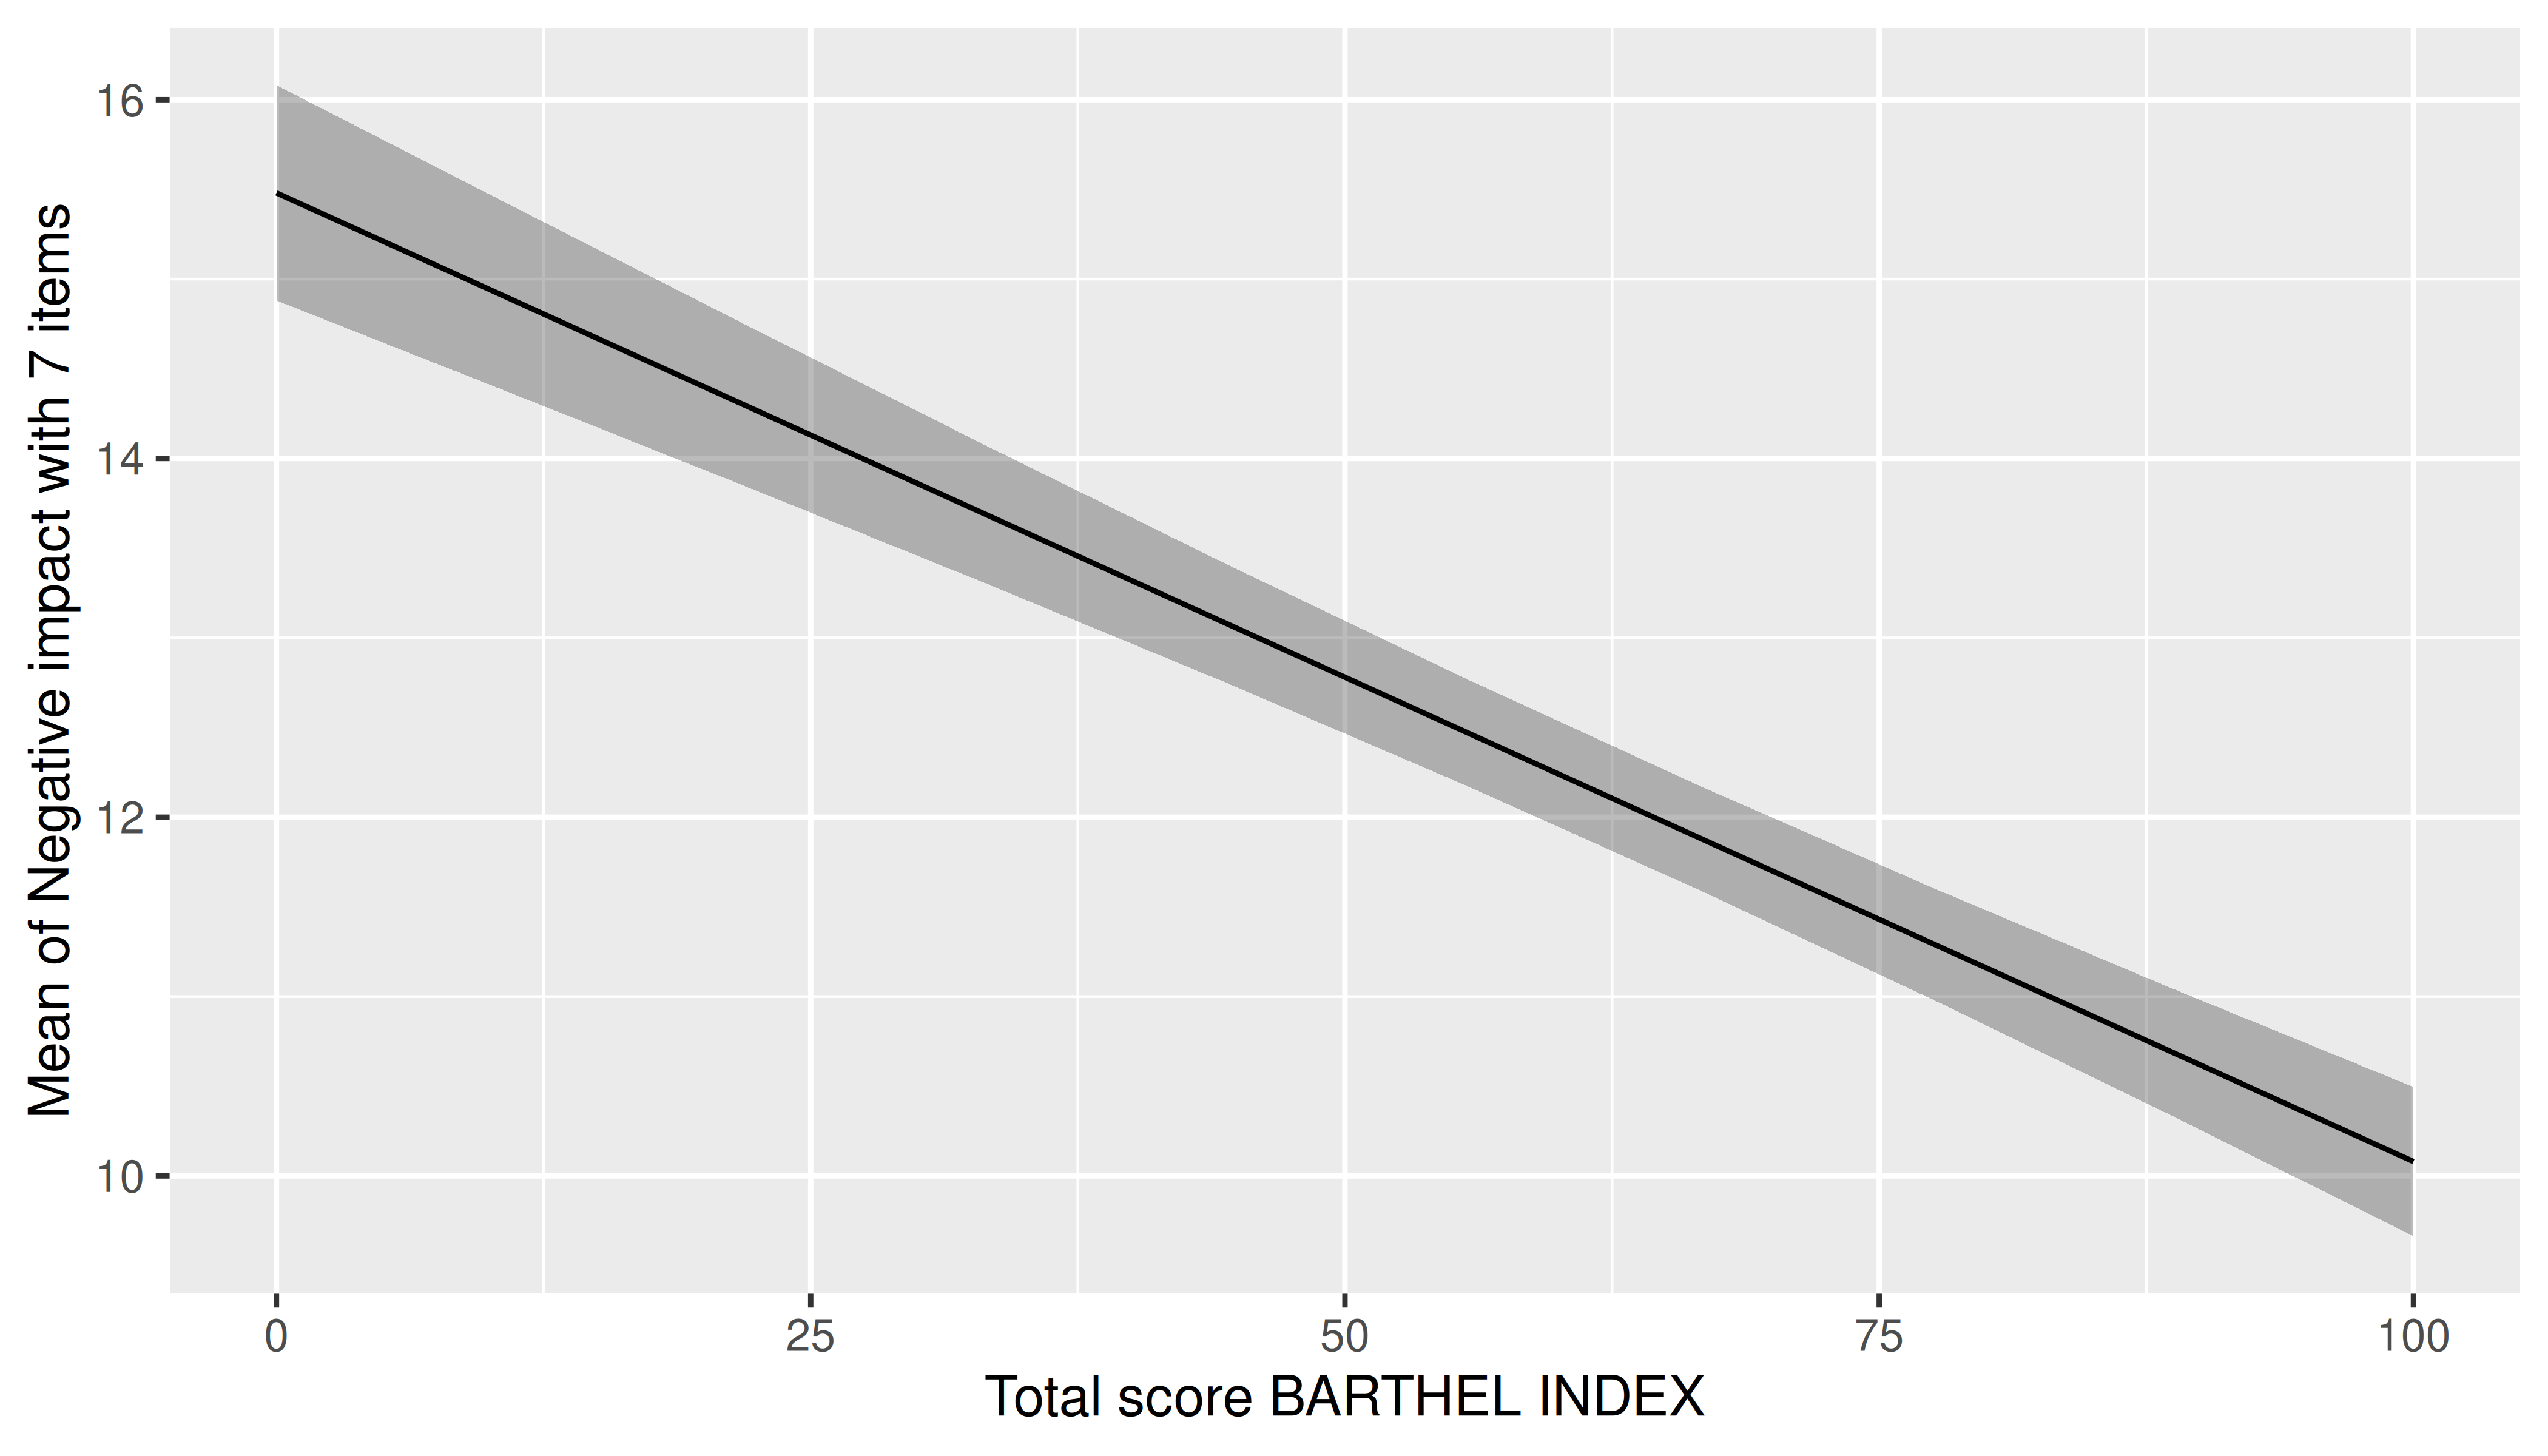 Mean of Negative impact with 7 items
16
14
12
10
0 25 50 75 100
Total score BARTHEL INDEX